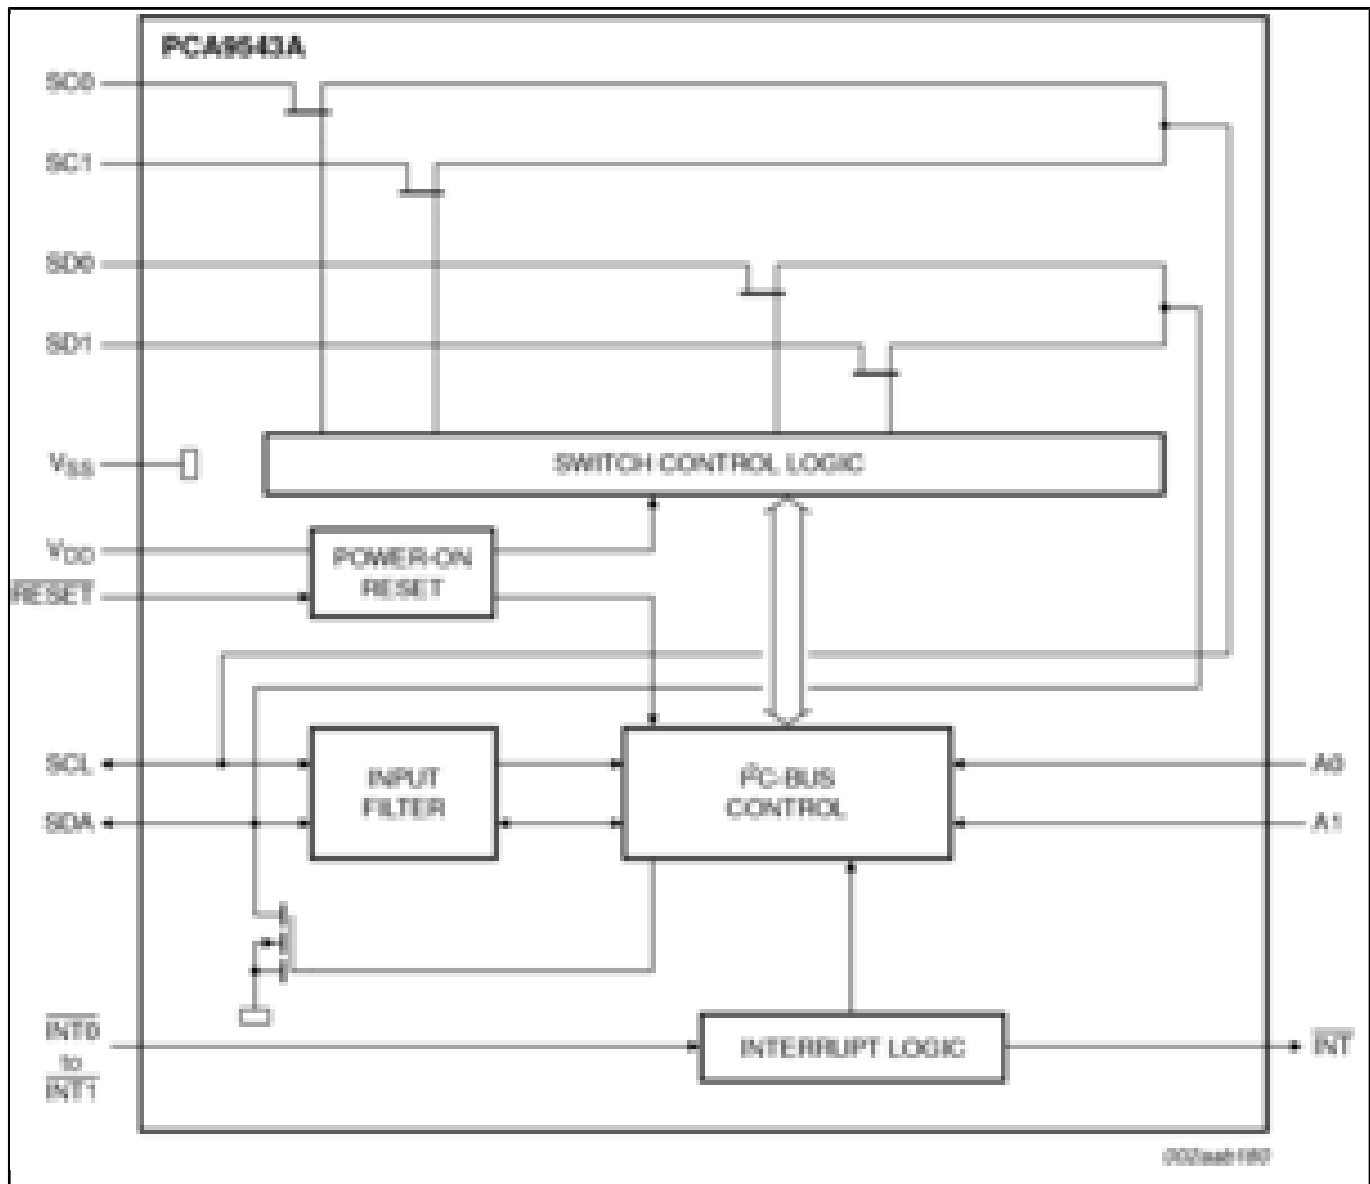 PCA9543A
SC0
SC1
SD0
SD1
VSS
SWITCH CONTROL LOGIC
VDD
POWER-ON
RESET
RESET
SCL
SDA
INPUT
FILTER
I²C-BUS
CONTROL
A0
A1
INT0
to
INT1
INTERRUPT LOGIC
INT
002aab180